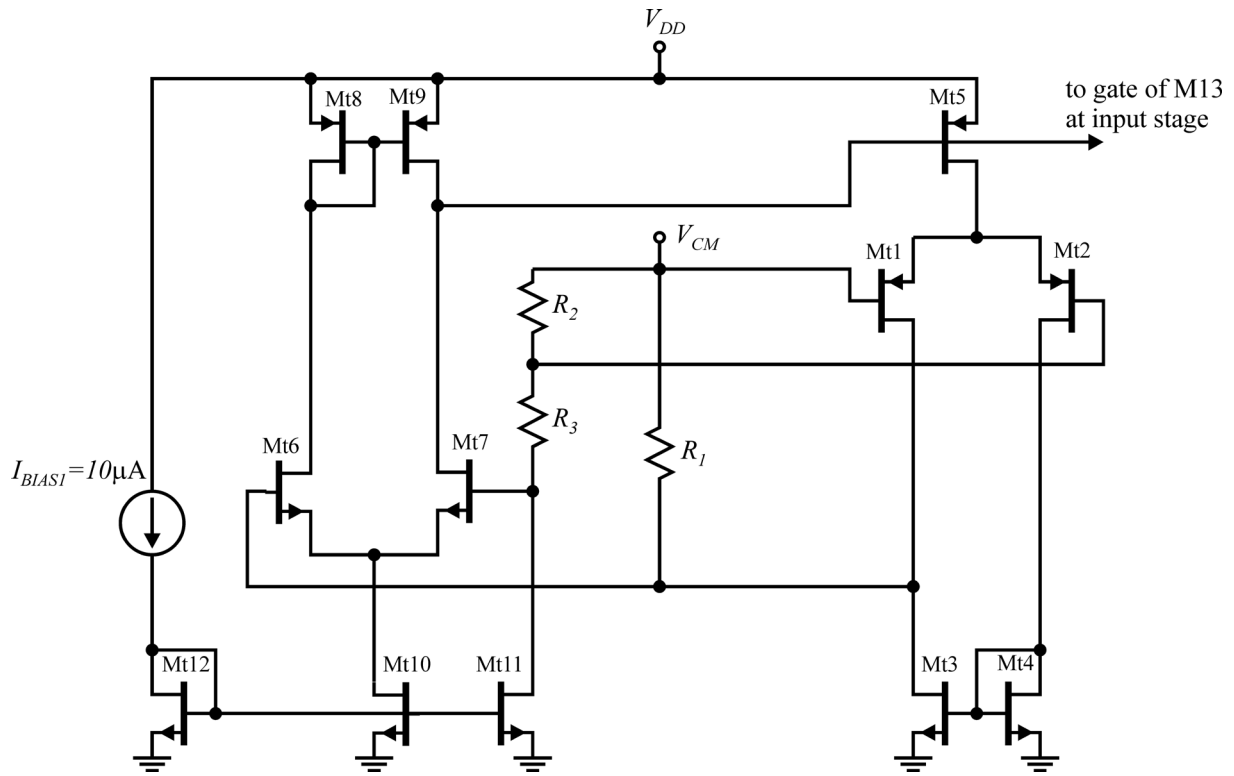 V_DD
Mt8
Mt9
Mt5
to gate of M13
at input stage
V_CM
Mt1
Mt2
R_2
R_3
R_1
Mt6
Mt7
I_BIAS1=10µA
Mt12
Mt10
Mt11
Mt3
Mt4